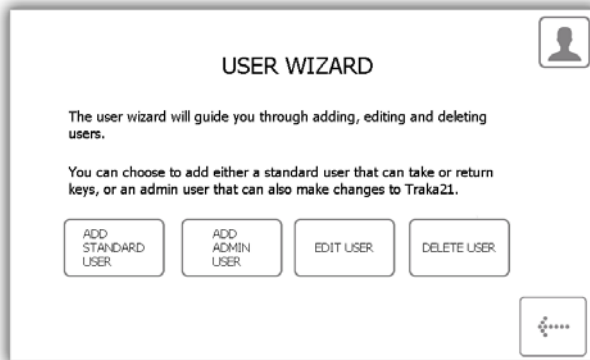 USER WIZARD
The user wizard will guide you through adding, editing and deleting
users.
You can choose to add either a standard user that can take or return
keys, or an admin user that can also make changes to Traka21.
ADD
STANDARD
USER
ADD
ADMIN
USER
EDIT USER
DELETE USER